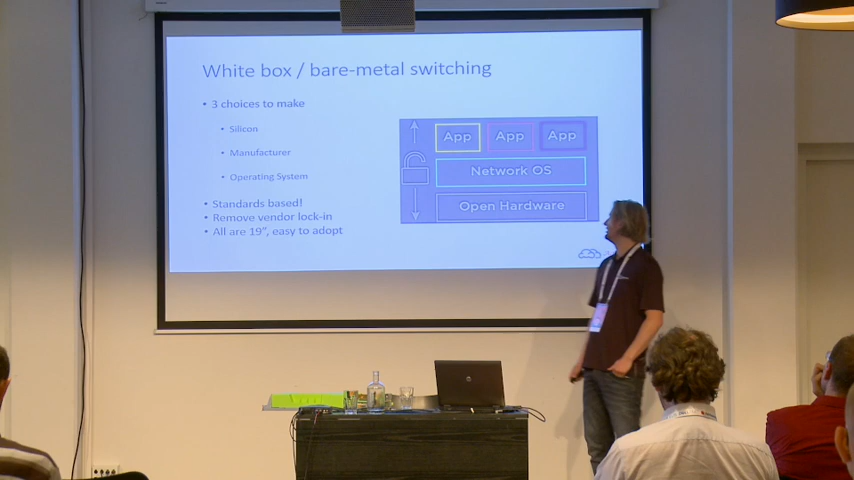 White box / bare-metal switching
• 3 choices to make
• Silicon
• Manufacturer
• Operating System
• Standards based!
• Remove vendor lock-in
• All are 19", easy to adopt
App App App
Network OS
Open Hardware